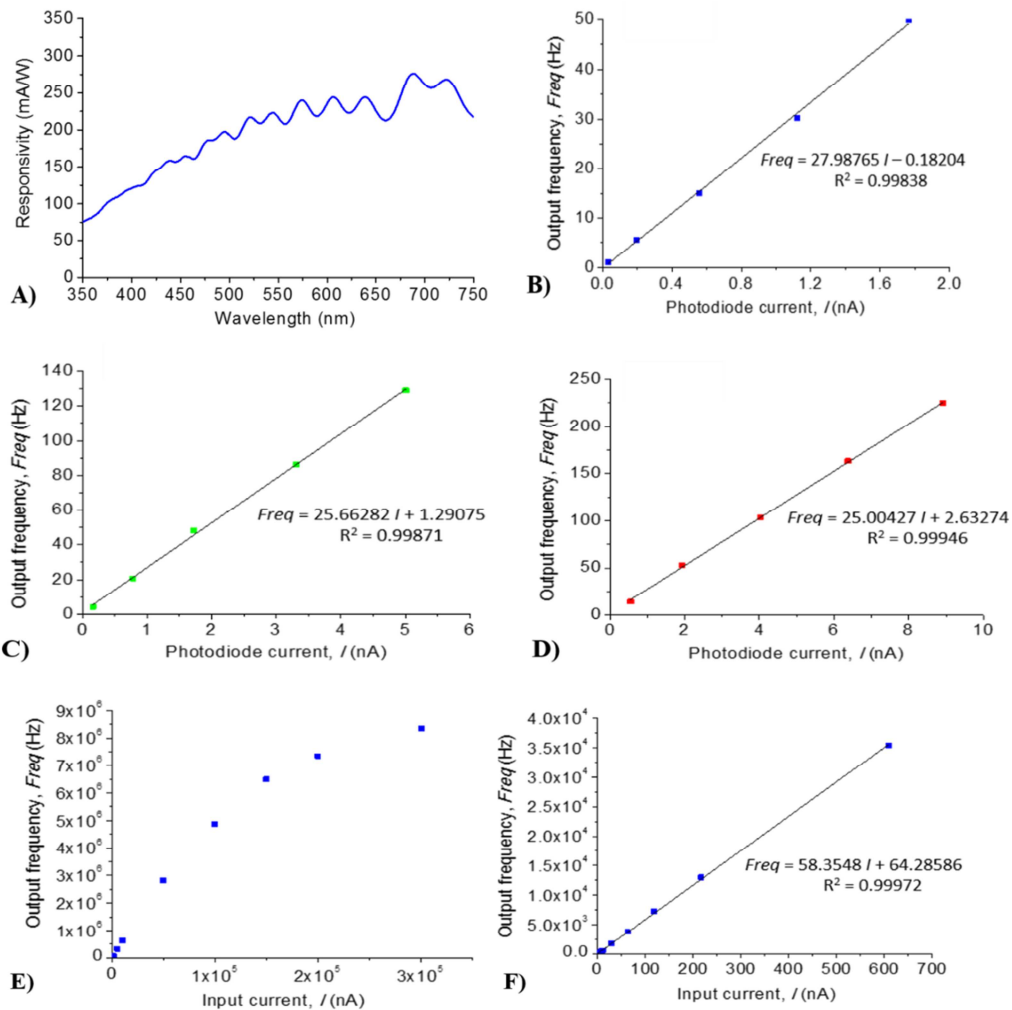 350
300
250
200
150
100
50
0
Responsivity (mA/W)
350 400 450 500 550 600 650 700 750
Wavelength (nm)
A)
50
40
30
20
10
0
Output frequency, Freq (Hz)
Freq = 27.98765 I – 0.18204
R² = 0.99838
0.0 0.4 0.8 1.2 1.6 2.0
Photodiode current, I (nA)
B)
140
120
100
80
60
40
20
0
Output frequency, Freq (Hz)
Freq = 25.66282 I + 1.29075
R² = 0.99871
0 1 2 3 4 5 6
Photodiode current, I (nA)
C)
250
200
150
100
50
0
Output frequency, Freq (Hz)
Freq = 25.00427 I + 2.63274
R² = 0.99946
0 2 4 6 8 10
Photodiode current, I (nA)
D)
9x10⁶
8x10⁶
7x10⁶
6x10⁶
5x10⁶
4x10⁶
3x10⁶
2x10⁶
1x10⁶
0
Output frequency, Freq (Hz)
0 1x10⁵ 2x10⁵ 3x10⁵
Input current, I (nA)
E)
4.0x10⁴
3.5x10⁴
3.0x10⁴
2.5x10⁴
2.0x10⁴
1.5x10⁴
1.0x10⁴
5.0x10³
0.0
Output frequency, Freq (Hz)
Freq = 58.3548 I + 64.28586
R² = 0.99972
0 100 200 300 400 500 600 700
Input current, I (nA)
F)